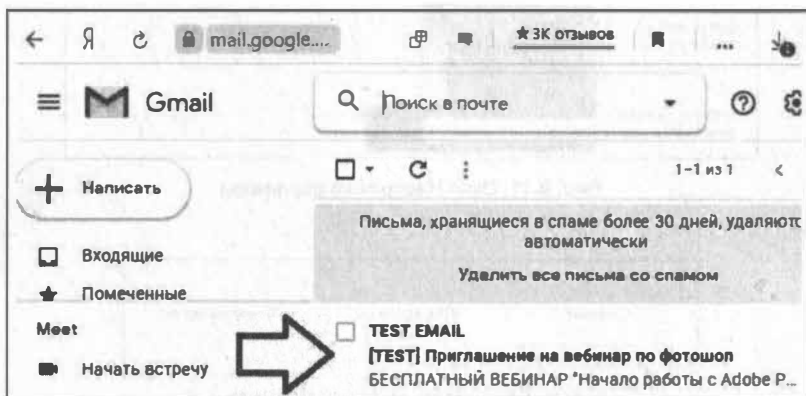 Я mail.google.... ★ 3К отзывов ...
Gmail
Поиск в почте
Написать
1–1 из 1
Письма, хранящиеся в спаме более 30 дней, удаляютс
автоматически
Удалить все письма со спамом
Входящие
Помеченные
Meet
Начать встречу
TEST EMAIL
[TEST] Приглашение на вебинар по фотошоп
БЕСПЛАТНЫЙ ВЕБИНАР "Начало работы с Adobe P...